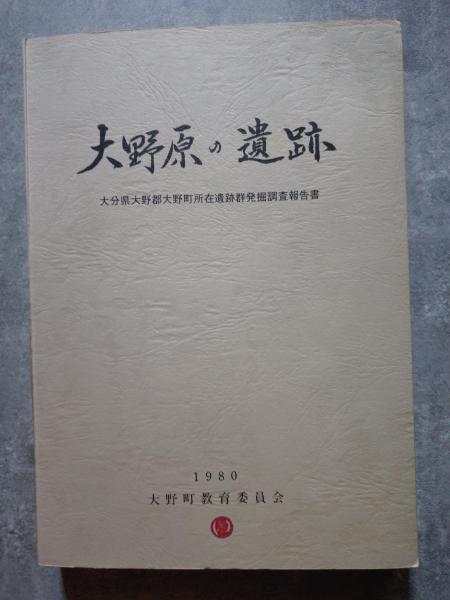 大野原の遺跡
大分県大野郡大野町所在遺跡群発掘調査報告書
1980
大野町教育委員会